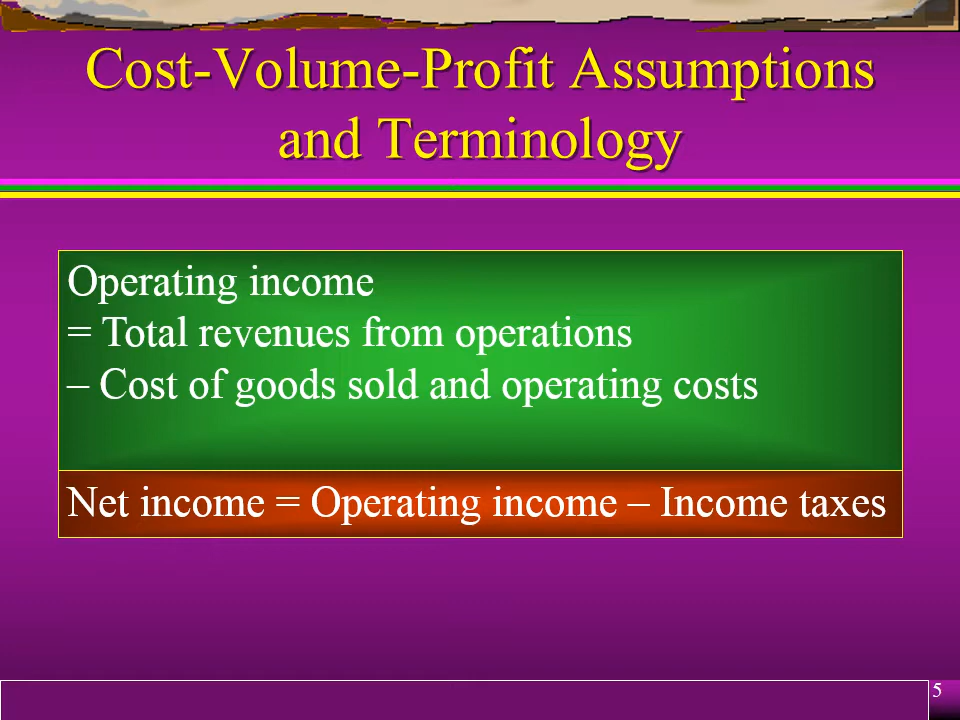 Cost-Volume-Profit Assumptions
and Terminology
Operating income
= Total revenues from operations
– Cost of goods sold and operating costs
Net income = Operating income – Income taxes
5